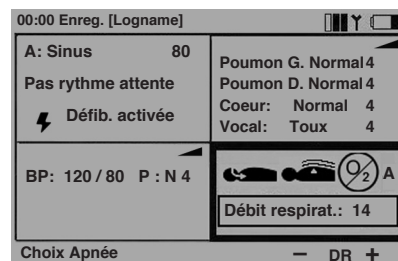 00:00 Enreg. [Logname]
A: Sinus 80
Pas rythme attente
Défib. activée
Poumon G. Normal 4
Poumon D. Normal 4
Coeur: Normal 4
Vocal: Toux 4
BP: 120 / 80 P : N 4
O2 A
Débit respirat.: 14
Choix Apnée
− DR +